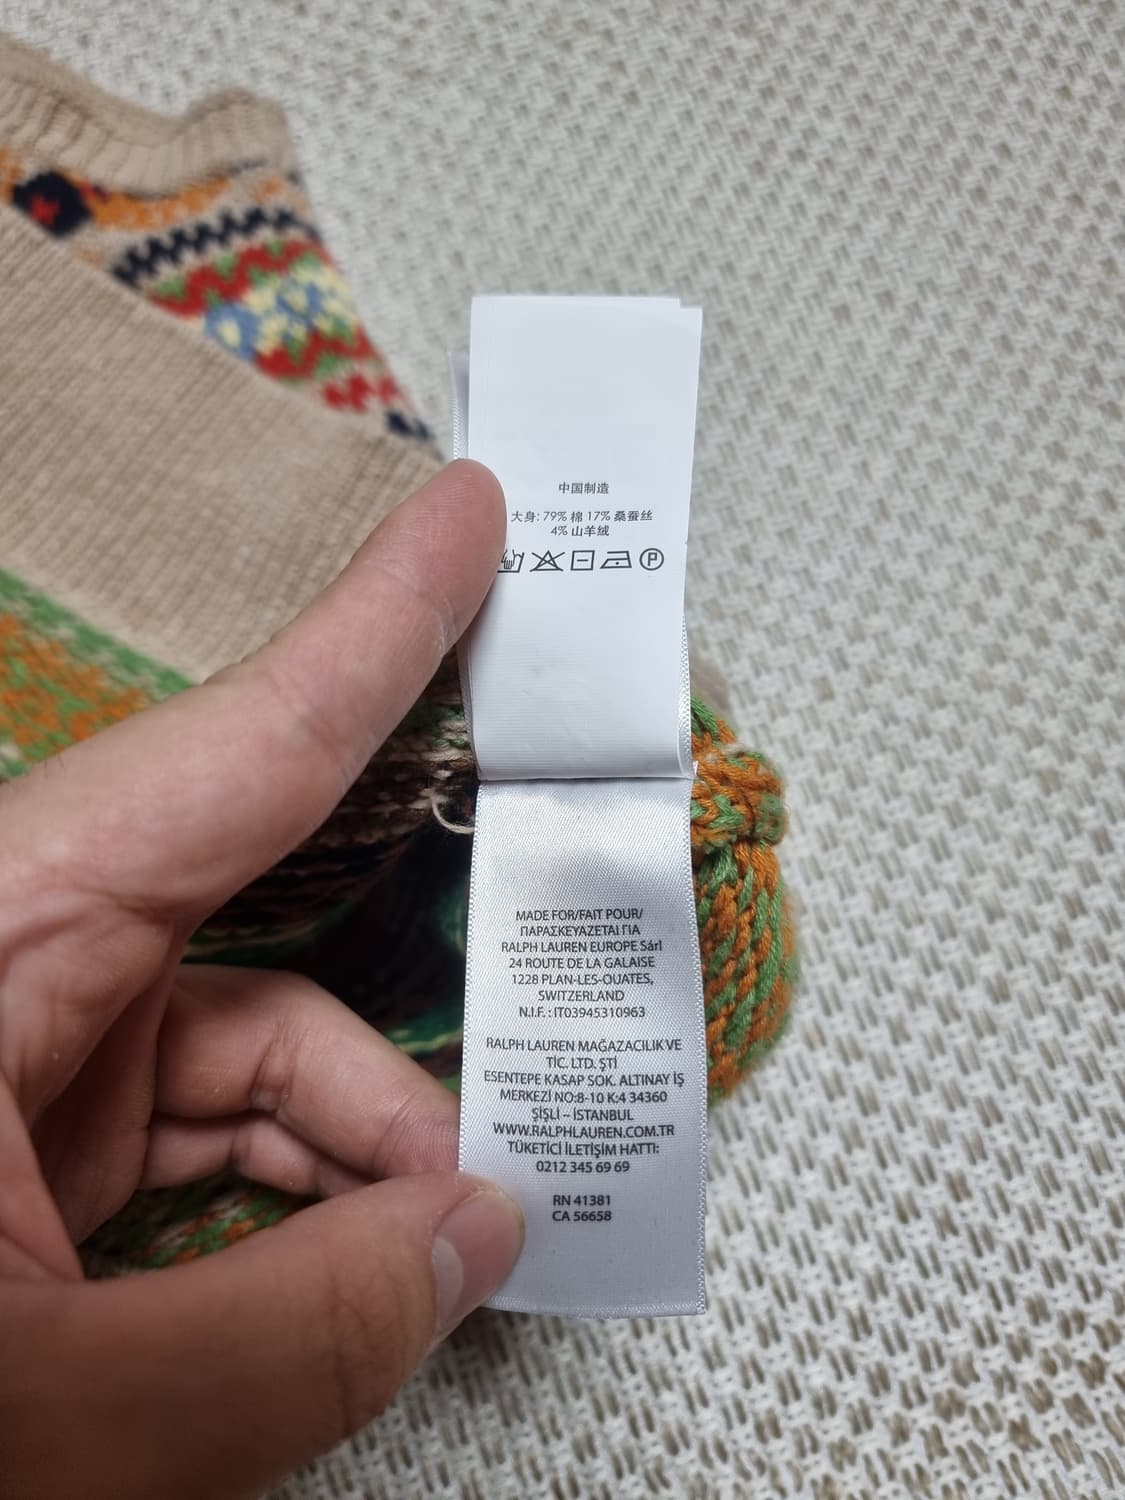 中国制造
大身: 79% 棉 17% 桑蚕丝
4% 山羊绒
MADE FOR/FAIT POUR/
ΠΑΡΑΣΚΕΥΑΖΕΤΑΙ ΓΙΑ
RALPH LAUREN EUROPE Sárl
24 ROUTE DE LA GALAISE
1228 PLAN-LES-OUATES,
SWITZERLAND
N.I.F. : IT03945310963
RALPH LAUREN MAĞAZACILIK VE
TİC. LTD. ŞTİ
ESENTEPE KASAP SOK. ALTINAY İŞ
MERKEZİ NO:8-10 K:4 34360
ŞİŞLİ – İSTANBUL
WWW.RALPHLAUREN.COM.TR
TÜKETİCİ İLETİŞİM HATTI:
0212 345 69 69
RN 41381
CA 56658